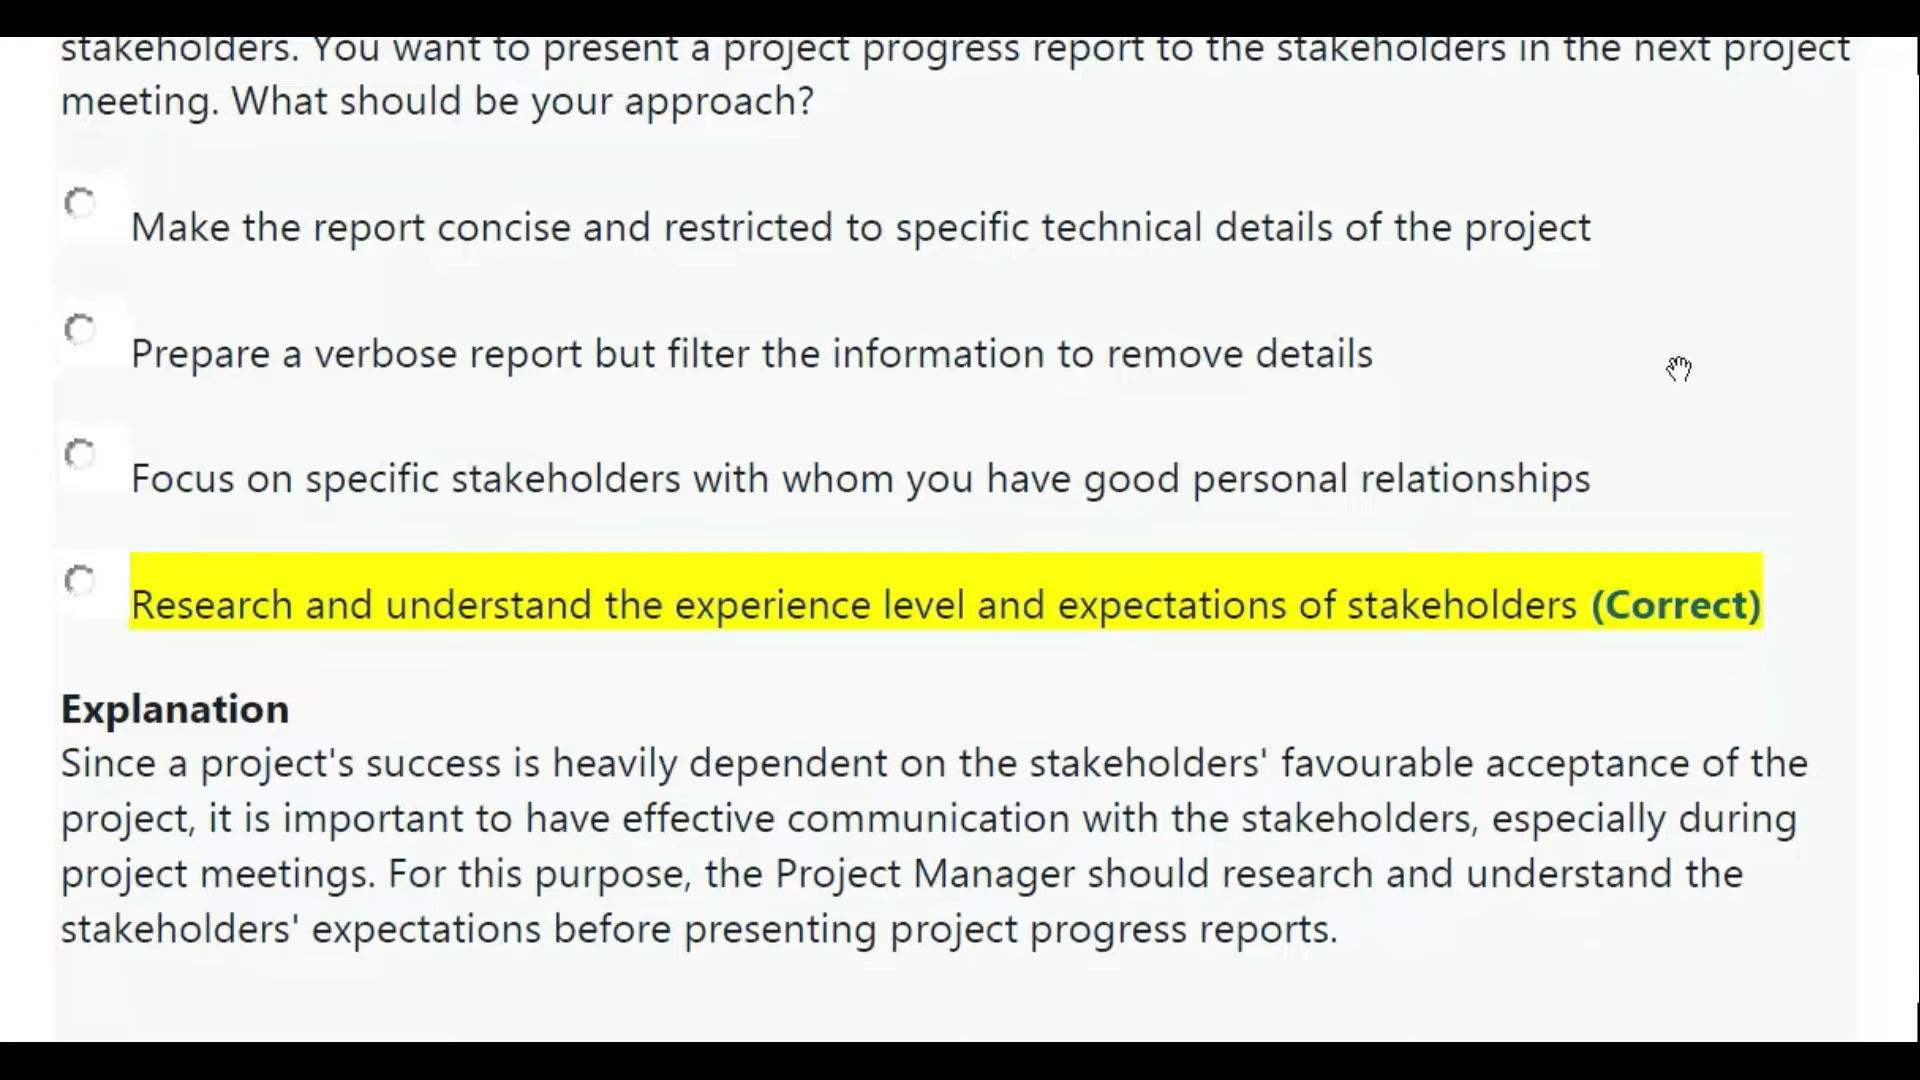 stakeholders. You want to present a project progress report to the stakeholders in the next project
meeting. What should be your approach?
Make the report concise and restricted to specific technical details of the project
Prepare a verbose report but filter the information to remove details
Focus on specific stakeholders with whom you have good personal relationships
Research and understand the experience level and expectations of stakeholders (Correct)
Explanation
Since a project's success is heavily dependent on the stakeholders' favourable acceptance of the
project, it is important to have effective communication with the stakeholders, especially during
project meetings. For this purpose, the Project Manager should research and understand the
stakeholders' expectations before presenting project progress reports.